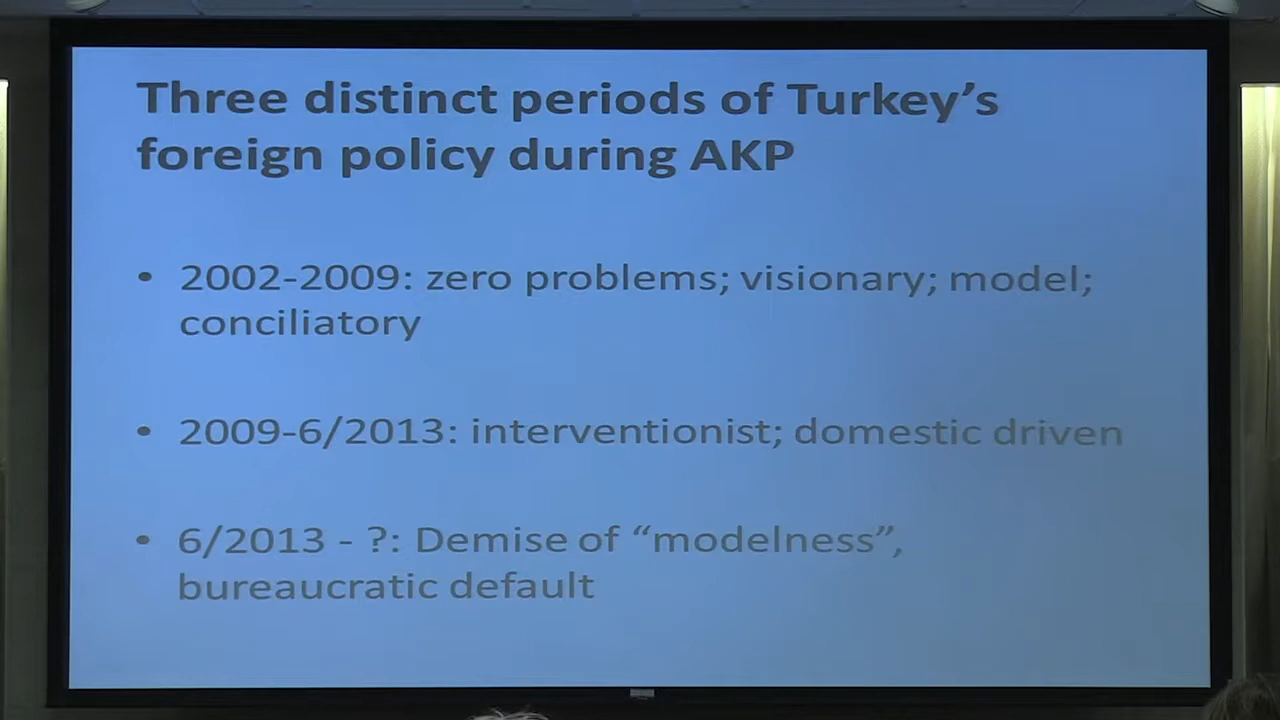 Three distinct periods of Turkey’s
foreign policy during AKP
• 2002-2009: zero problems; visionary; model;
conciliatory
• 2009-6/2013: interventionist; domestic driven
• 6/2013 - ?: Demise of “modelness”,
bureaucratic default